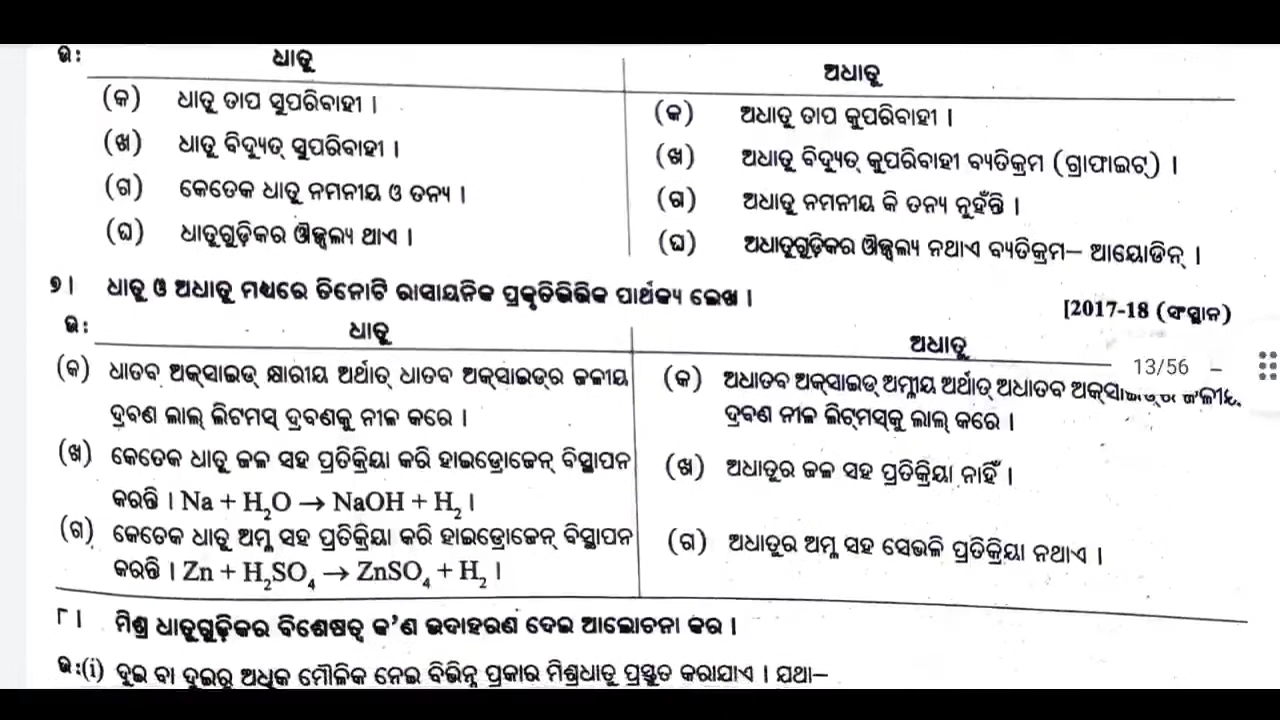 ଉ: ଧାତୁ ଅଧାତୁ
(କ) ଧାତୁ ତାପ ସୁପରିବାହୀ । (କ) ଅଧାତୁ ତାପ କୁପରିବାହୀ ।
(ଖ) ଧାତୁ ବିଦ୍ୟୁତ୍ ସୁପରିବାହୀ । (ଖ) ଅଧାତୁ ବିଦ୍ୟୁତ୍ କୁପରିବାହୀ ବ୍ୟତିକ୍ରମ (ଗ୍ରାଫାଇଟ୍) ।
(ଗ) କେତେକ ଧାତୁ ନମନୀୟ ଓ ତନ୍ୟ । (ଗ) ଅଧାତୁ ନମନୀୟ କି ତନ୍ୟ ନୁହଁନ୍ତି ।
(ଘ) ଧାତୁଗୁଡ଼ିକର ଔଜ୍ଜ୍ୱଲ୍ୟ ଥାଏ । (ଘ) ଅଧାତୁଗୁଡ଼ିକର ଔଜ୍ଜ୍ୱଲ୍ୟ ନଥାଏ ବ୍ୟତିକ୍ରମ– ଆୟୋଡିନ୍ ।
୭। ଧାତୁ ଓ ଅଧାତୁ ମଧ୍ୟରେ ତିନୋଟି ରାସାୟନିକ ପ୍ରକୃତିଭିତ୍ତିକ ପାର୍ଥକ୍ୟ ଲେଖ ।
[2017-18 (ସଂସ୍ଥାନ)
ଉ: ଧାତୁ ଅଧାତୁ
13/56
(କ) ଧାତବ ଅକ୍ସାଇଡ୍ କ୍ଷାରୀୟ ଅର୍ଥାତ୍ ଧାତବ ଅକ୍ସାଇଡ୍‌ର ଜଳୀୟ (କ) ଅଧାତବ ଅକ୍ସାଇଡ୍ ଅମ୍ଳୀୟ ଅର୍ଥାତ୍ ଅଧାତବ ଅକ୍ସାଇଡ୍‌ର ଜଳୀୟ
ଦ୍ରବଣ ଲାଲ୍ ଲିଟମସ୍ ଦ୍ରବଣକୁ ନୀଳ କରେ । ଦ୍ରବଣ ନୀଳ ଲିଟ୍‌ମସ୍‌କୁ ଲାଲ୍ କରେ ।
(ଖ) କେତେକ ଧାତୁ ଜଳ ସହ ପ୍ରତିକ୍ରିୟା କରି ହାଇଡ୍ରୋଜେନ୍ ବିସ୍ଥାପନ (ଖ) ଅଧାତୁର ଜଳ ସହ ପ୍ରତିକ୍ରିୟା ନାହିଁ ।
କରନ୍ତି । Na + H₂O → NaOH + H₂ ।
(ଗ) କେତେକ ଧାତୁ ଅମ୍ଳ ସହ ପ୍ରତିକ୍ରିୟା କରି ହାଇଡ୍ରୋଜେନ୍ ବିସ୍ଥାପନ (ଗ) ଅଧାତୁର ଅମ୍ଳ ସହ ସେଭଳି ପ୍ରତିକ୍ରିୟା ନଥାଏ ।
କରନ୍ତି । Zn + H₂SO₄ → ZnSO₄ + H₂ ।
୮। ମିଶ୍ର ଧାତୁଗୁଡ଼ିକର ବିଶେଷତ୍ୱ କ'ଣ ଉଦାହରଣ ଦେଇ ଆଲୋଚନା କର ।
ଉ:(i) ଦୁଇ ବା ଦୁଇରୁ ଅଧିକ ମୌଳିକ ନେଇ ବିଭିନ୍ନ ପ୍ରକାର ମିଶ୍ରଧାତୁ ପ୍ରସ୍ତୁତ କରାଯାଏ । ଯଥା–